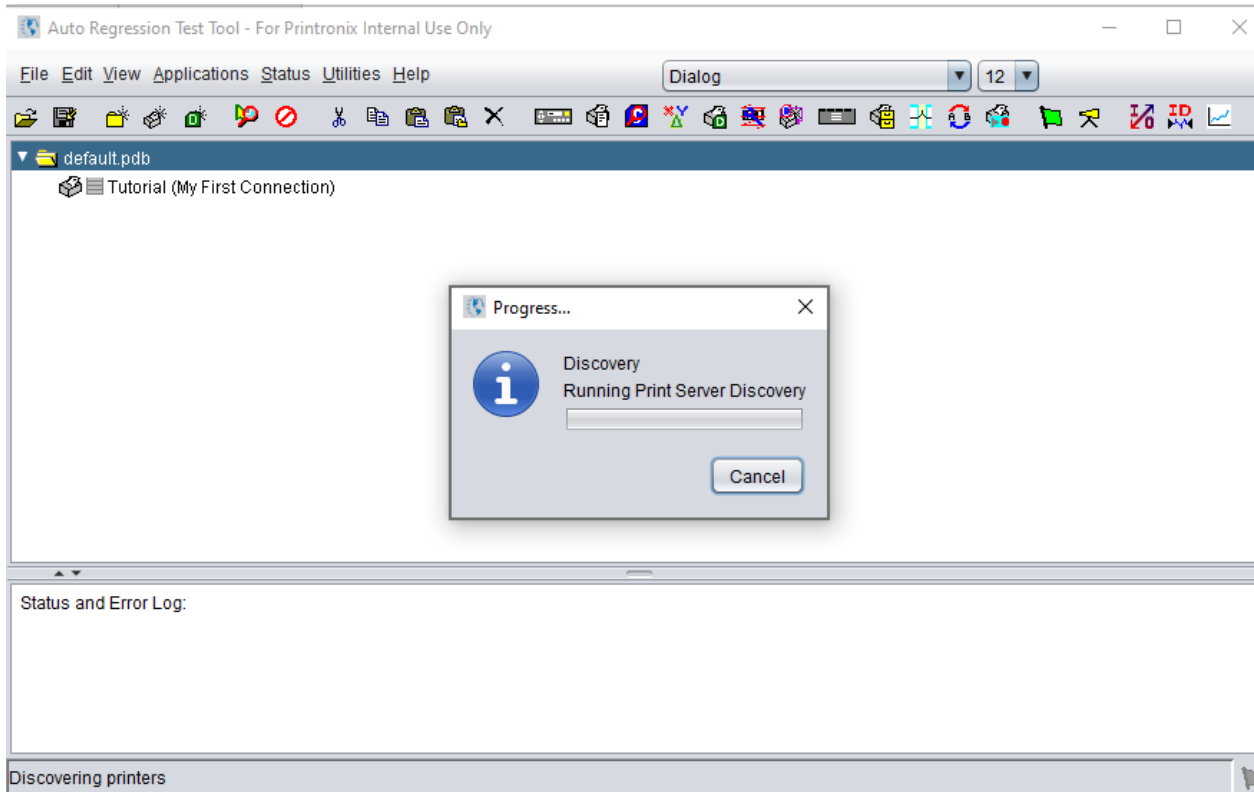 Auto Regression Test Tool - For Printronix Internal Use Only
File Edit View Applications Status Utilities Help
Dialog
12
default.pdb
Tutorial (My First Connection)
Progress...
Discovery
Running Print Server Discovery
Cancel
Status and Error Log:
Discovering printers